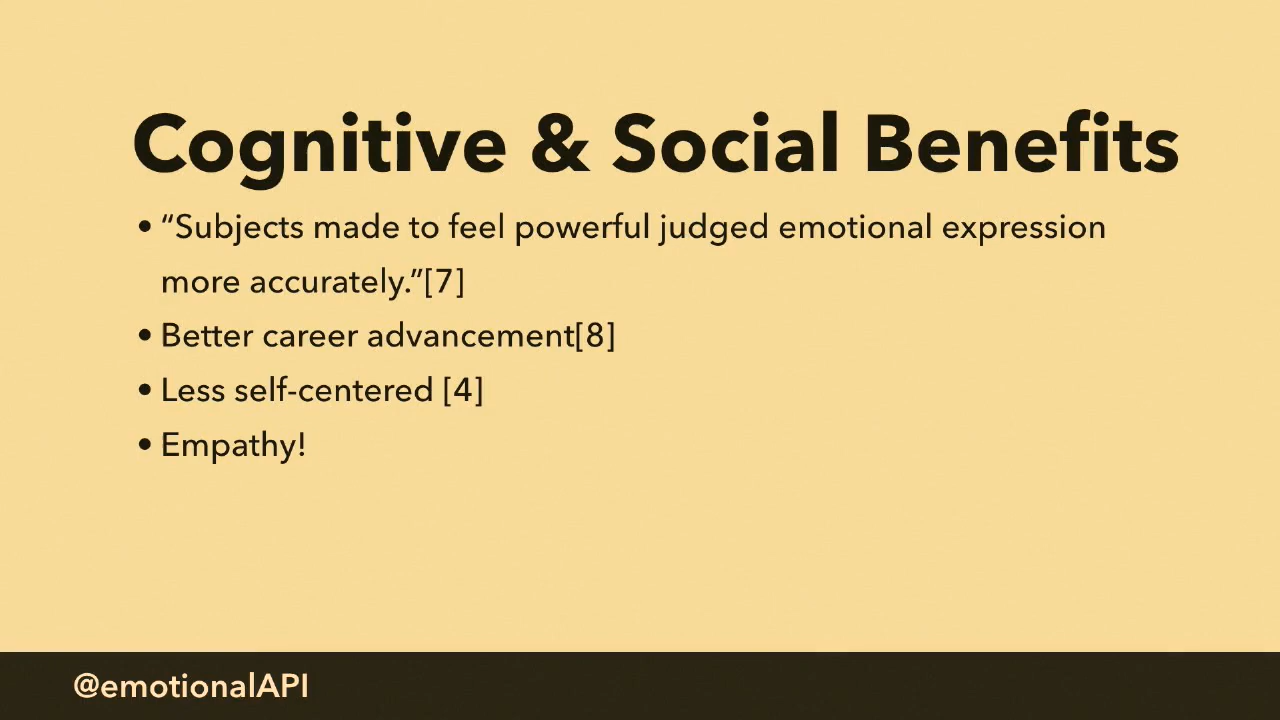 Cognitive & Social Benefits
• “Subjects made to feel powerful judged emotional expression
more accurately.”[7]
• Better career advancement[8]
• Less self-centered [4]
• Empathy!
@emotionalAPI